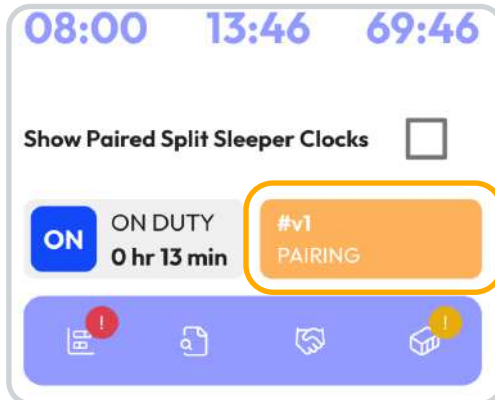 08:00 13:46 69:46
Show Paired Split Sleeper Clocks
ON
ON DUTY
0 hr 13 min
#v1
PAIRING
!
!